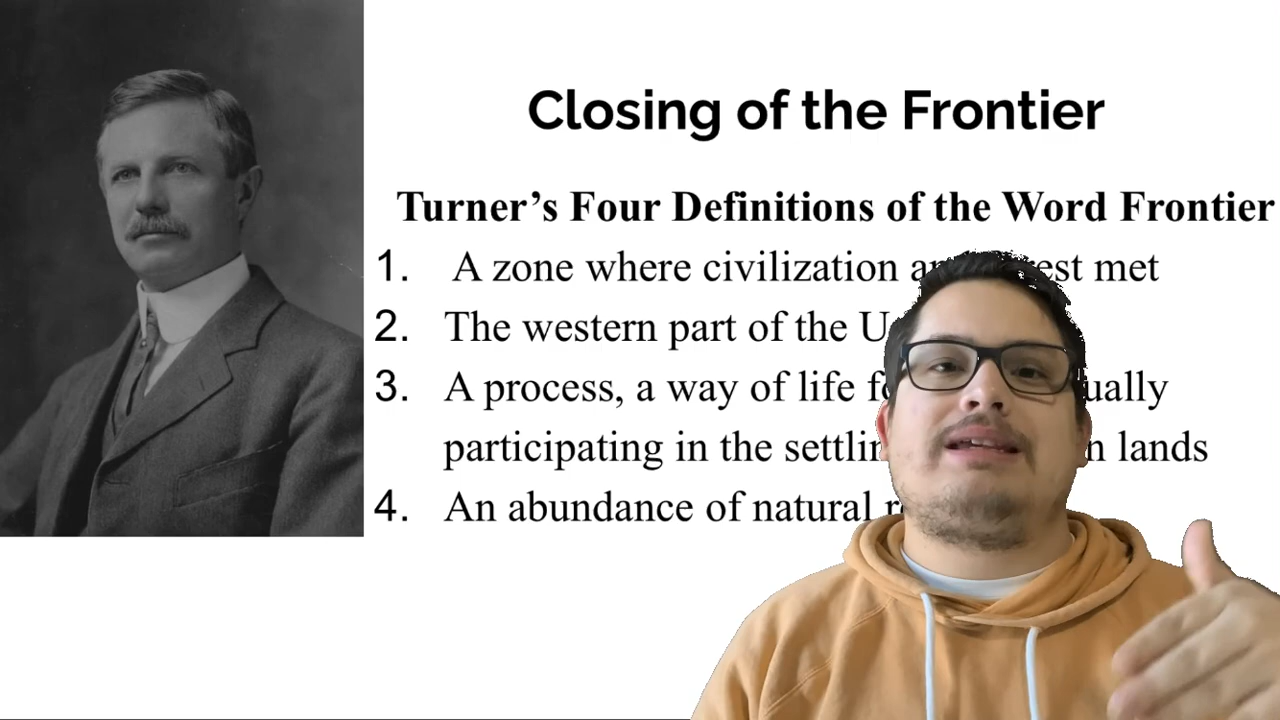 Closing of the Frontier
Turner's Four Definitions of the Word Frontier
1. A zone where civilization met
2. The western part of the
3. A process, a way of life
participating in the lands
4. An abundance of natural